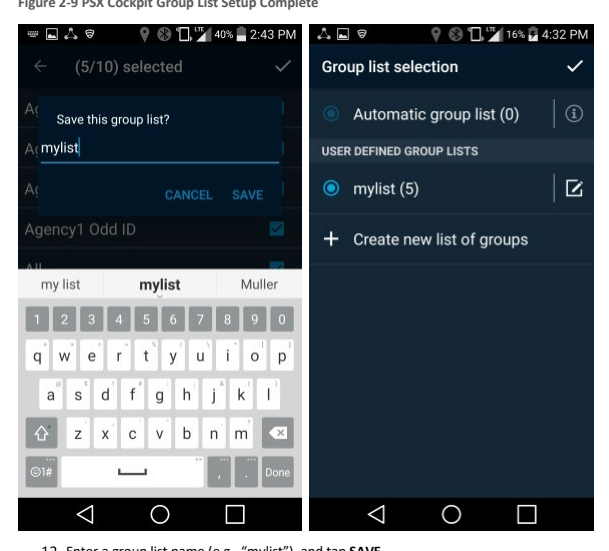 Figure 2-9 PSX Cockpit Group List Setup Complete
LTE 40% 2:43 PM
(5/10) selected
Save this group list?
mylist
CANCEL SAVE
Agency1 Odd ID
All
my list mylist Muller
1 2 3 4 5 6 7 8 9 0
q w e r t y u i o p
a s d f g h j k l
z x c v b n m
☺1# , . Done
LTE 16% 4:32 PM
Group list selection
Automatic group list (0)
USER DEFINED GROUP LISTS
mylist (5)
+ Create new list of groups
12. Enter a group list name (e.g., “mylist”), and tap SAVE.